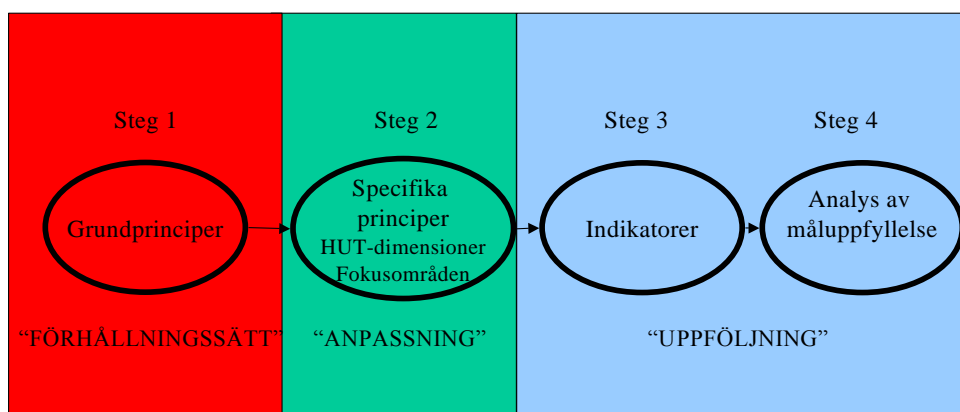 Steg 1
Grundprinciper
“FÖRHÅLLNINGSSÄTT”
Steg 2
Specifika
principer
HUT-dimensioner
Fokusområden
“ANPASSNING”
Steg 3
Indikatorer
Steg 4
Analys av
måluppfyllelse
“UPPFÖLJNING”